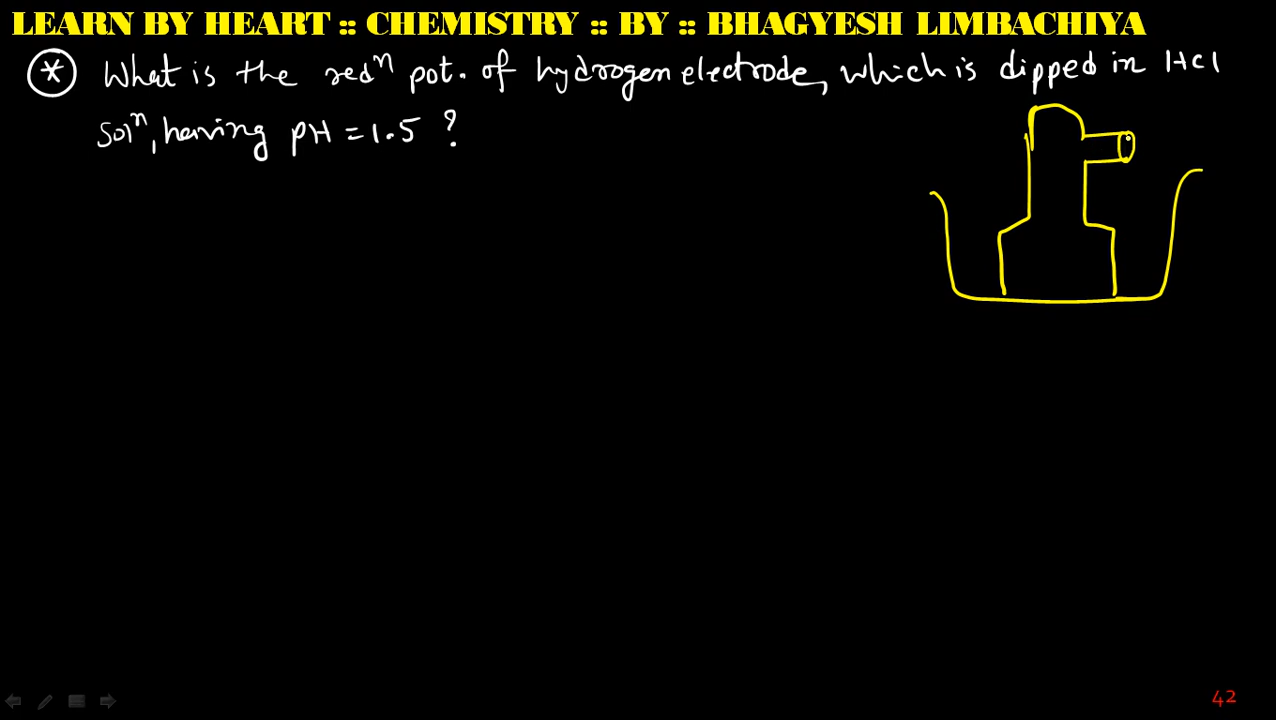 LEARN BY HEART :: CHEMISTRY :: BY :: BHAGYESH LIMBACHIYA
* What is the redⁿ pot. of hydrogen electrode, which is dipped in HCl
solⁿ, having pH = 1.5 ?
42